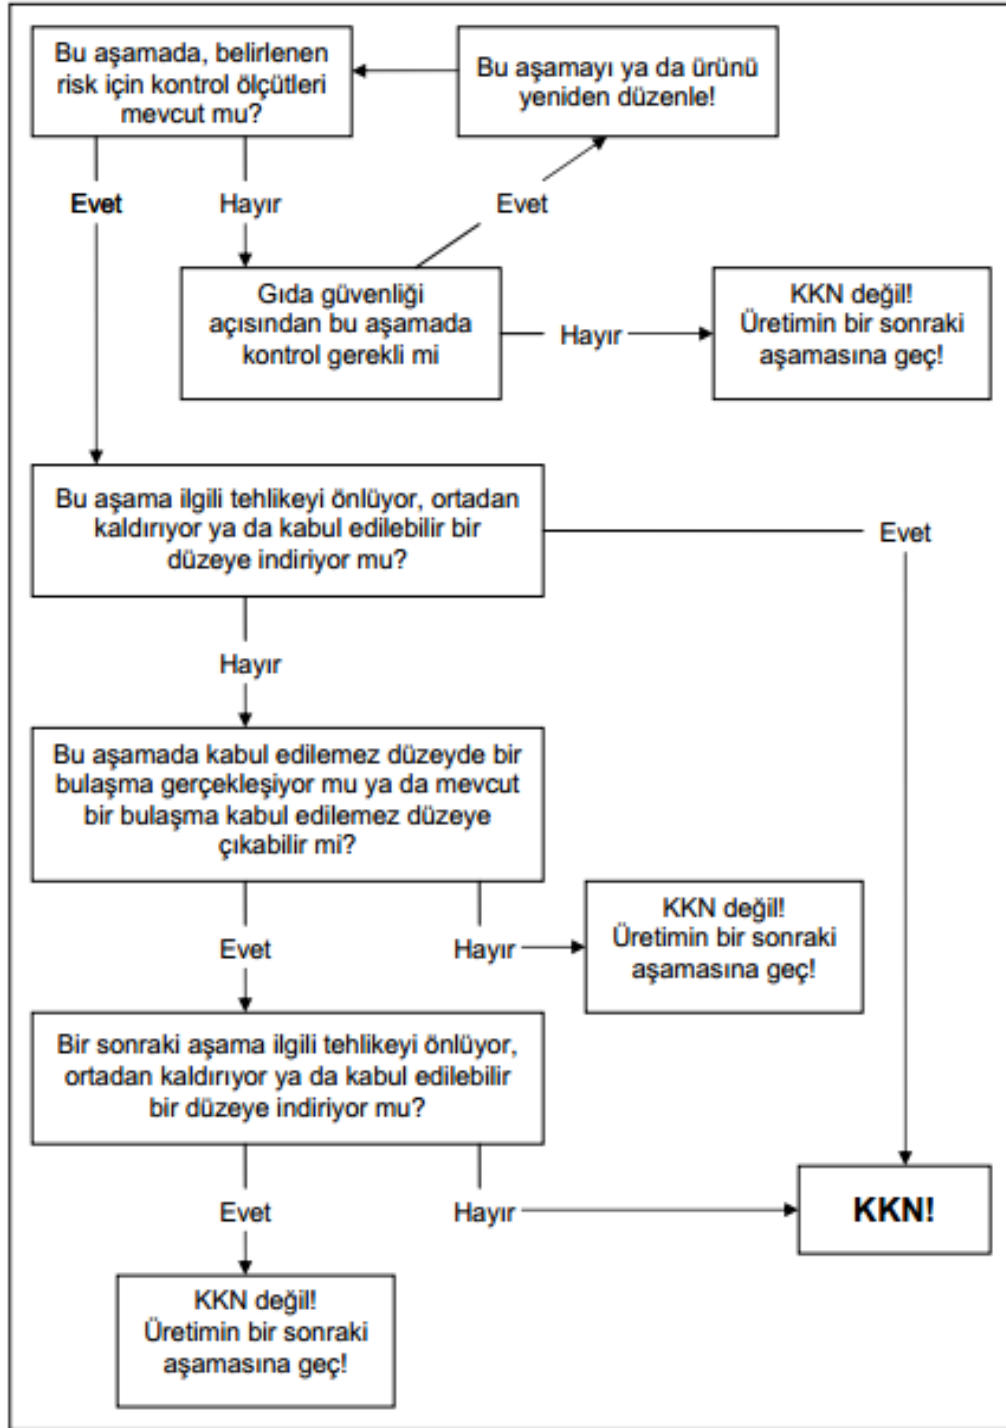 Bu aşamada, belirlenen
risk için kontrol ölçütleri
mevcut mu?
Bu aşamayı ya da ürünü
yeniden düzenle!
Evet
Hayır
Evet
Gıda güvenliği
açısından bu aşamada
kontrol gerekli mi
Hayır
KKN değil!
Üretimin bir sonraki
aşamasına geç!
Bu aşama ilgili tehlikeyi önlüyor, ortadan
kaldırıyor ya da kabul edilebilir bir
düzeye indiriyor mu?
Evet
Hayır
Bu aşamada kabul edilemez düzeyde bir
bulaşma gerçekleşiyor mu ya da mevcut
bir bulaşma kabul edilemez düzeye
çıkabilir mi?
Evet
Hayır
KKN değil!
Üretimin bir sonraki
aşamasına geç!
Bir sonraki aşama ilgili tehlikeyi önlüyor,
ortadan kaldırıyor ya da kabul edilebilir
bir düzeye indiriyor mu?
Evet
Hayır
KKN!
KKN değil!
Üretimin bir sonraki
aşamasına geç!